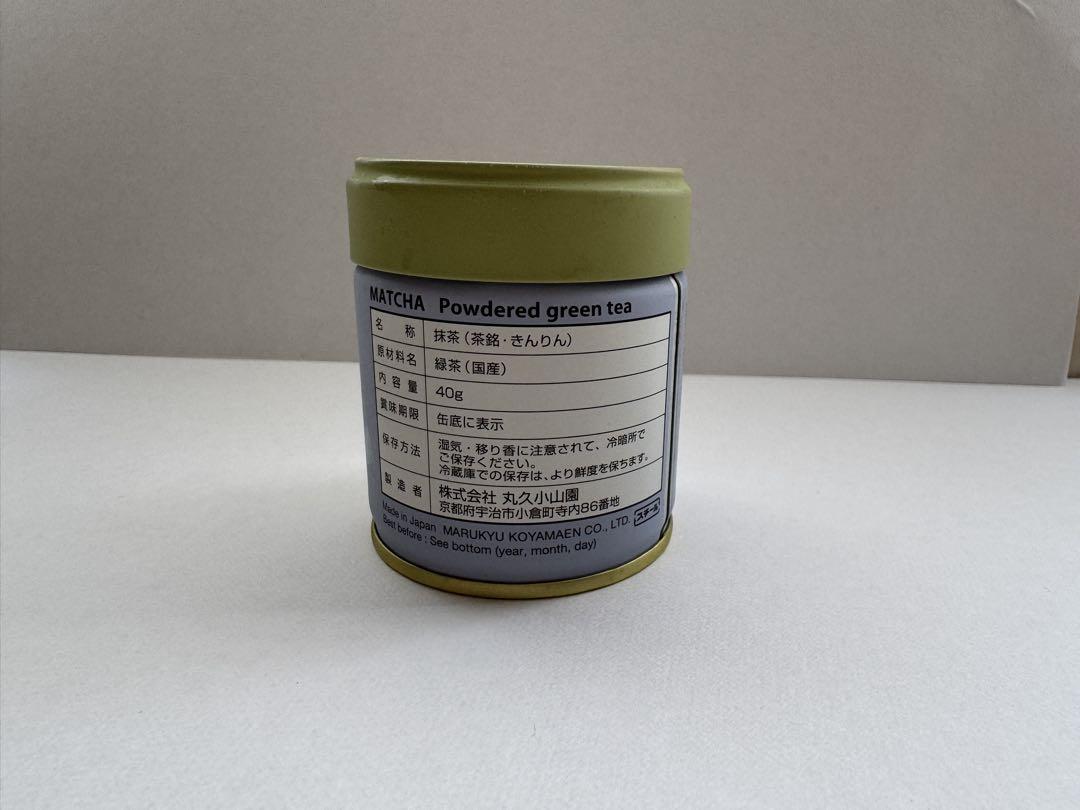 MATCHA Powdered green tea
名称 抹茶(茶銘・きんりん)
原材料名 緑茶(国産)
内容量 40g
賞味期限 缶底に表示
保存方法 湿気・移り香に注意されて、冷暗所で
ご保存ください。
冷蔵庫での保存は、より鮮度を保ちます。
製造者 株式会社 丸久小山園
京都府宇治市小倉町寺内86番地
Made in Japan MARUKYU KOYAMAEN CO., LTD. スチール
Best before : See bottom (year, month, day)